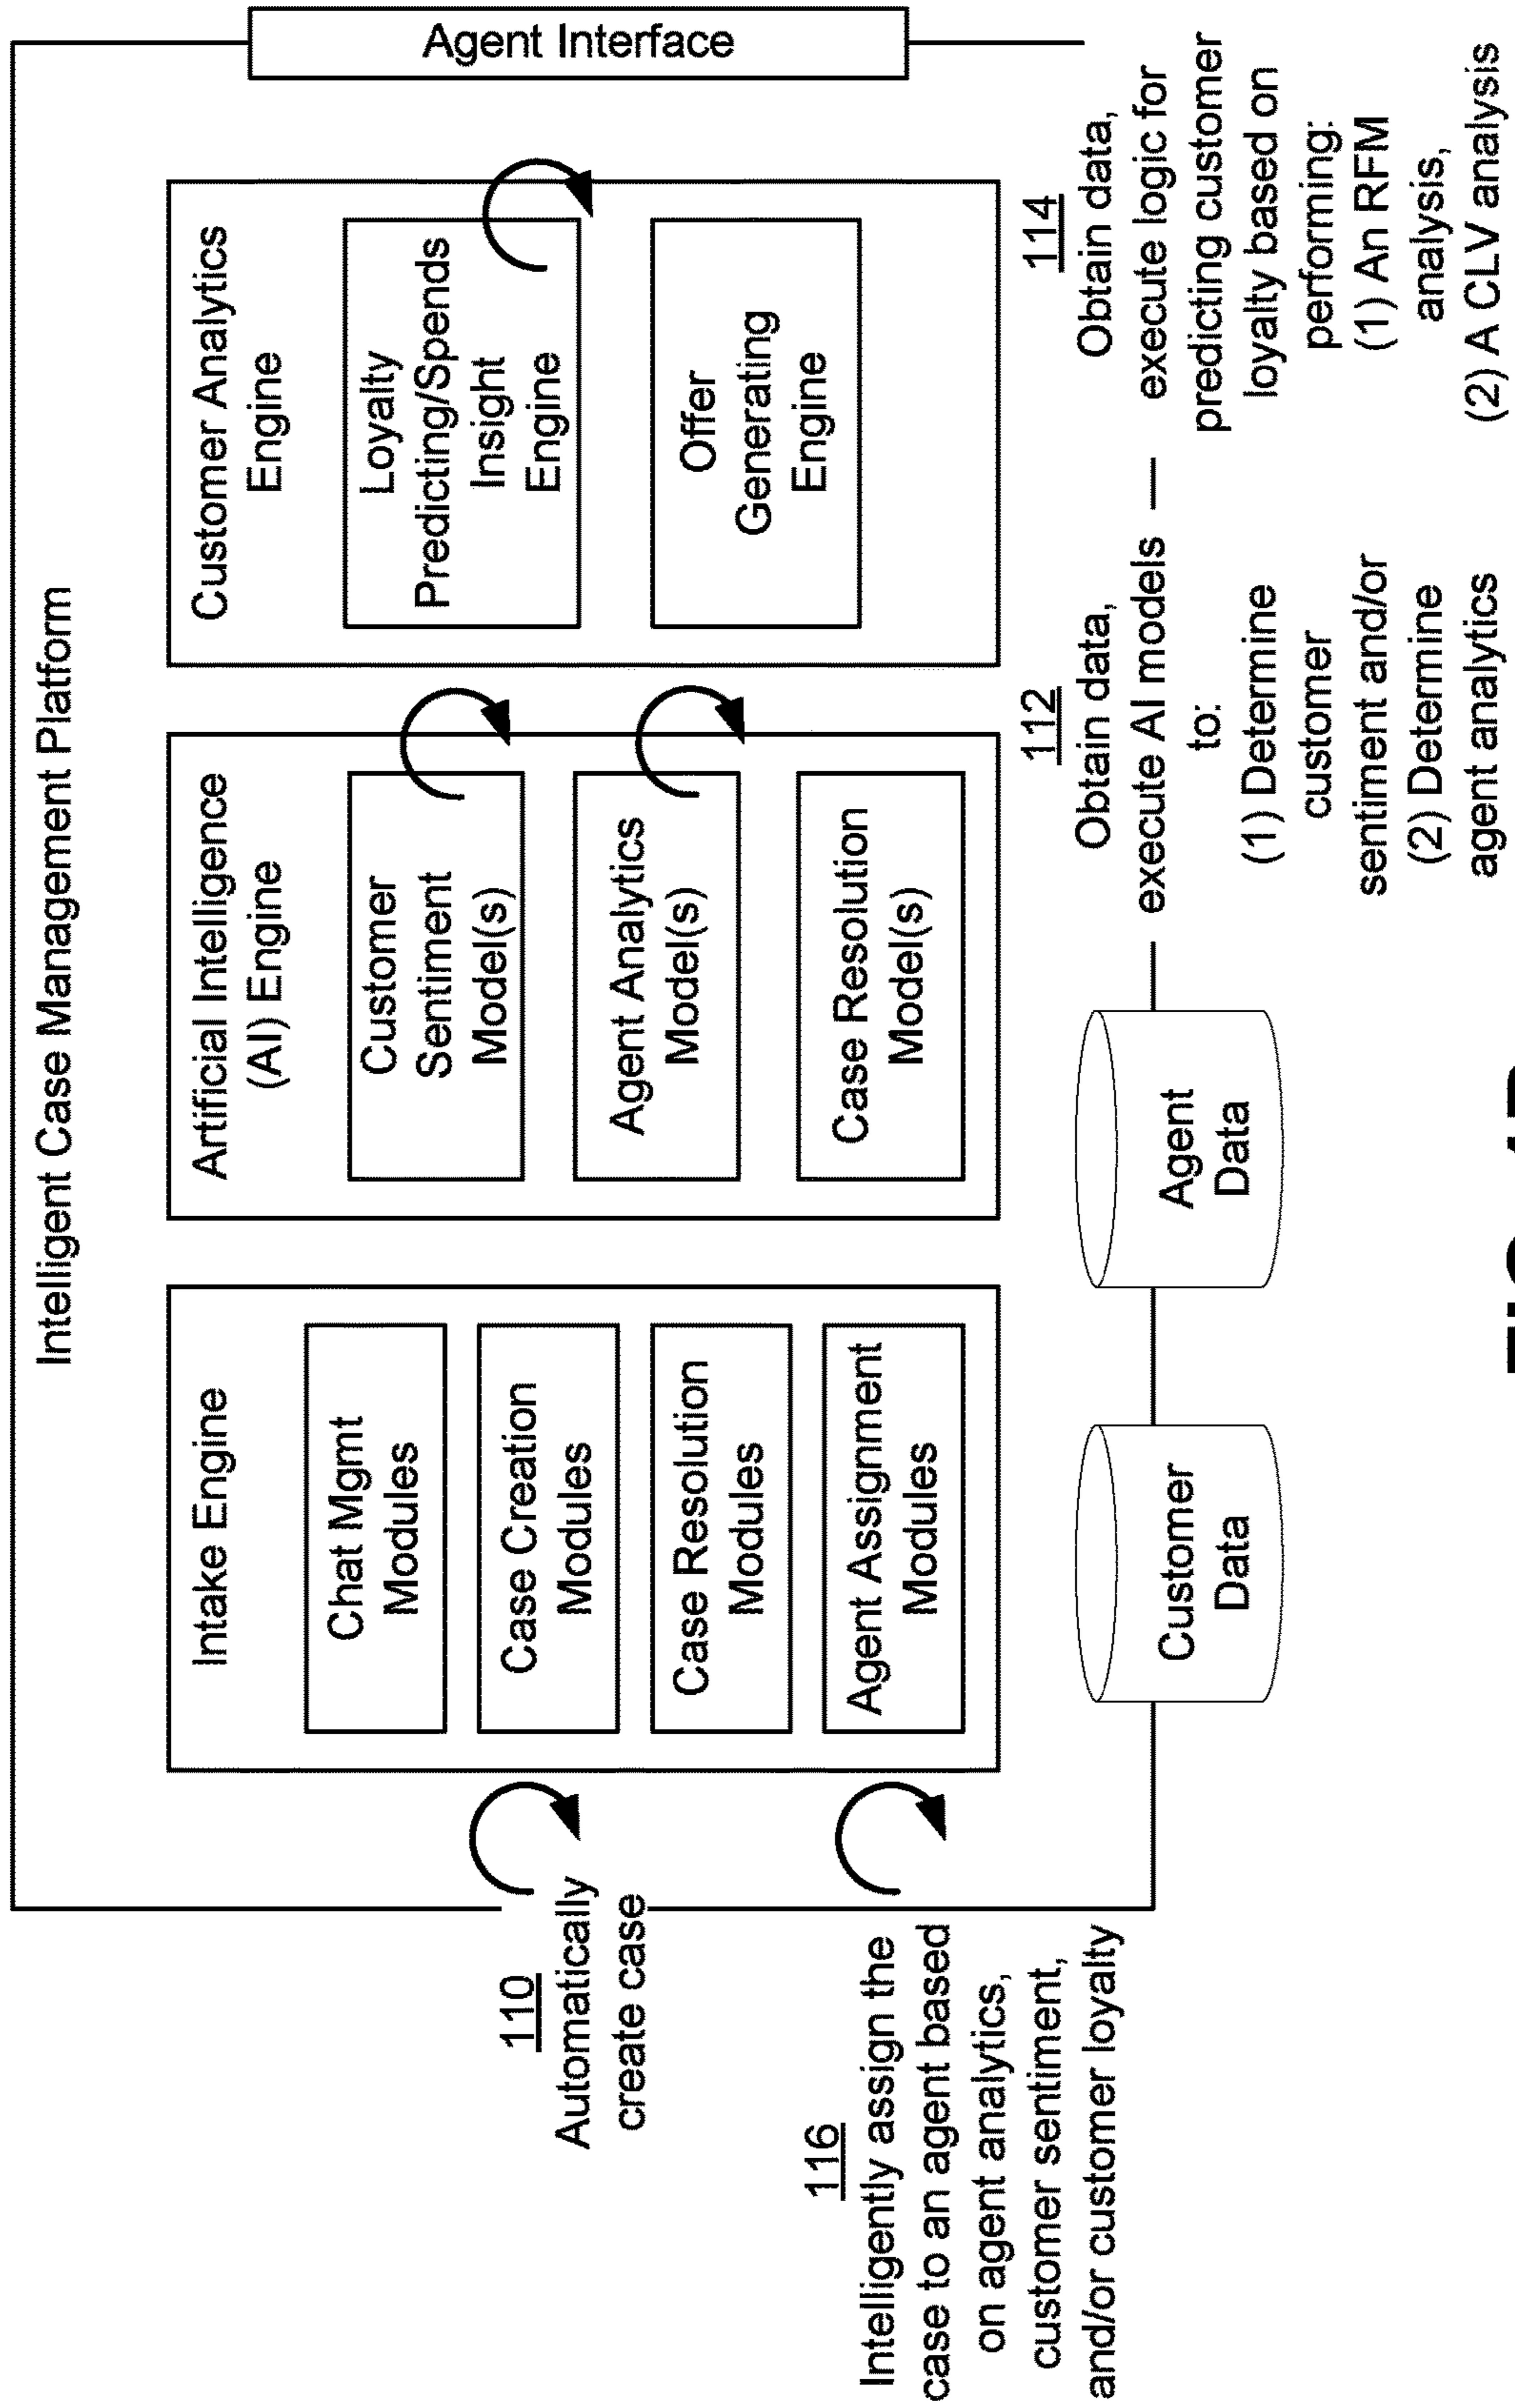 Intelligent Case Management Platform
110
Automatically
create case
116
Intelligently assign the
case to an agent based
on agent analytics,
customer sentiment,
and/or customer loyalty
Intake Engine
Chat Mgmt
Modules
Case Creation
Modules
Case Resolution
Modules
Agent Assignment
Modules
Artificial Intelligence
(AI) Engine
Customer
Sentiment
Model(s)
Agent Analytics
Model(s)
Case Resolution
Model(s)
Customer Analytics
Engine
Loyalty
Predicting/Spends
Insight
Engine
Offer
Generating
Engine
Agent Interface
Customer
Data
Agent
Data
112
Obtain data,
execute AI models
to:
(1) Determine
customer
sentiment and/or
(2) Determine
agent analytics
114
Obtain data,
execute logic for
predicting customer
loyalty based on
performing:
(1) An RFM
analysis,
(2) A CLV analysis